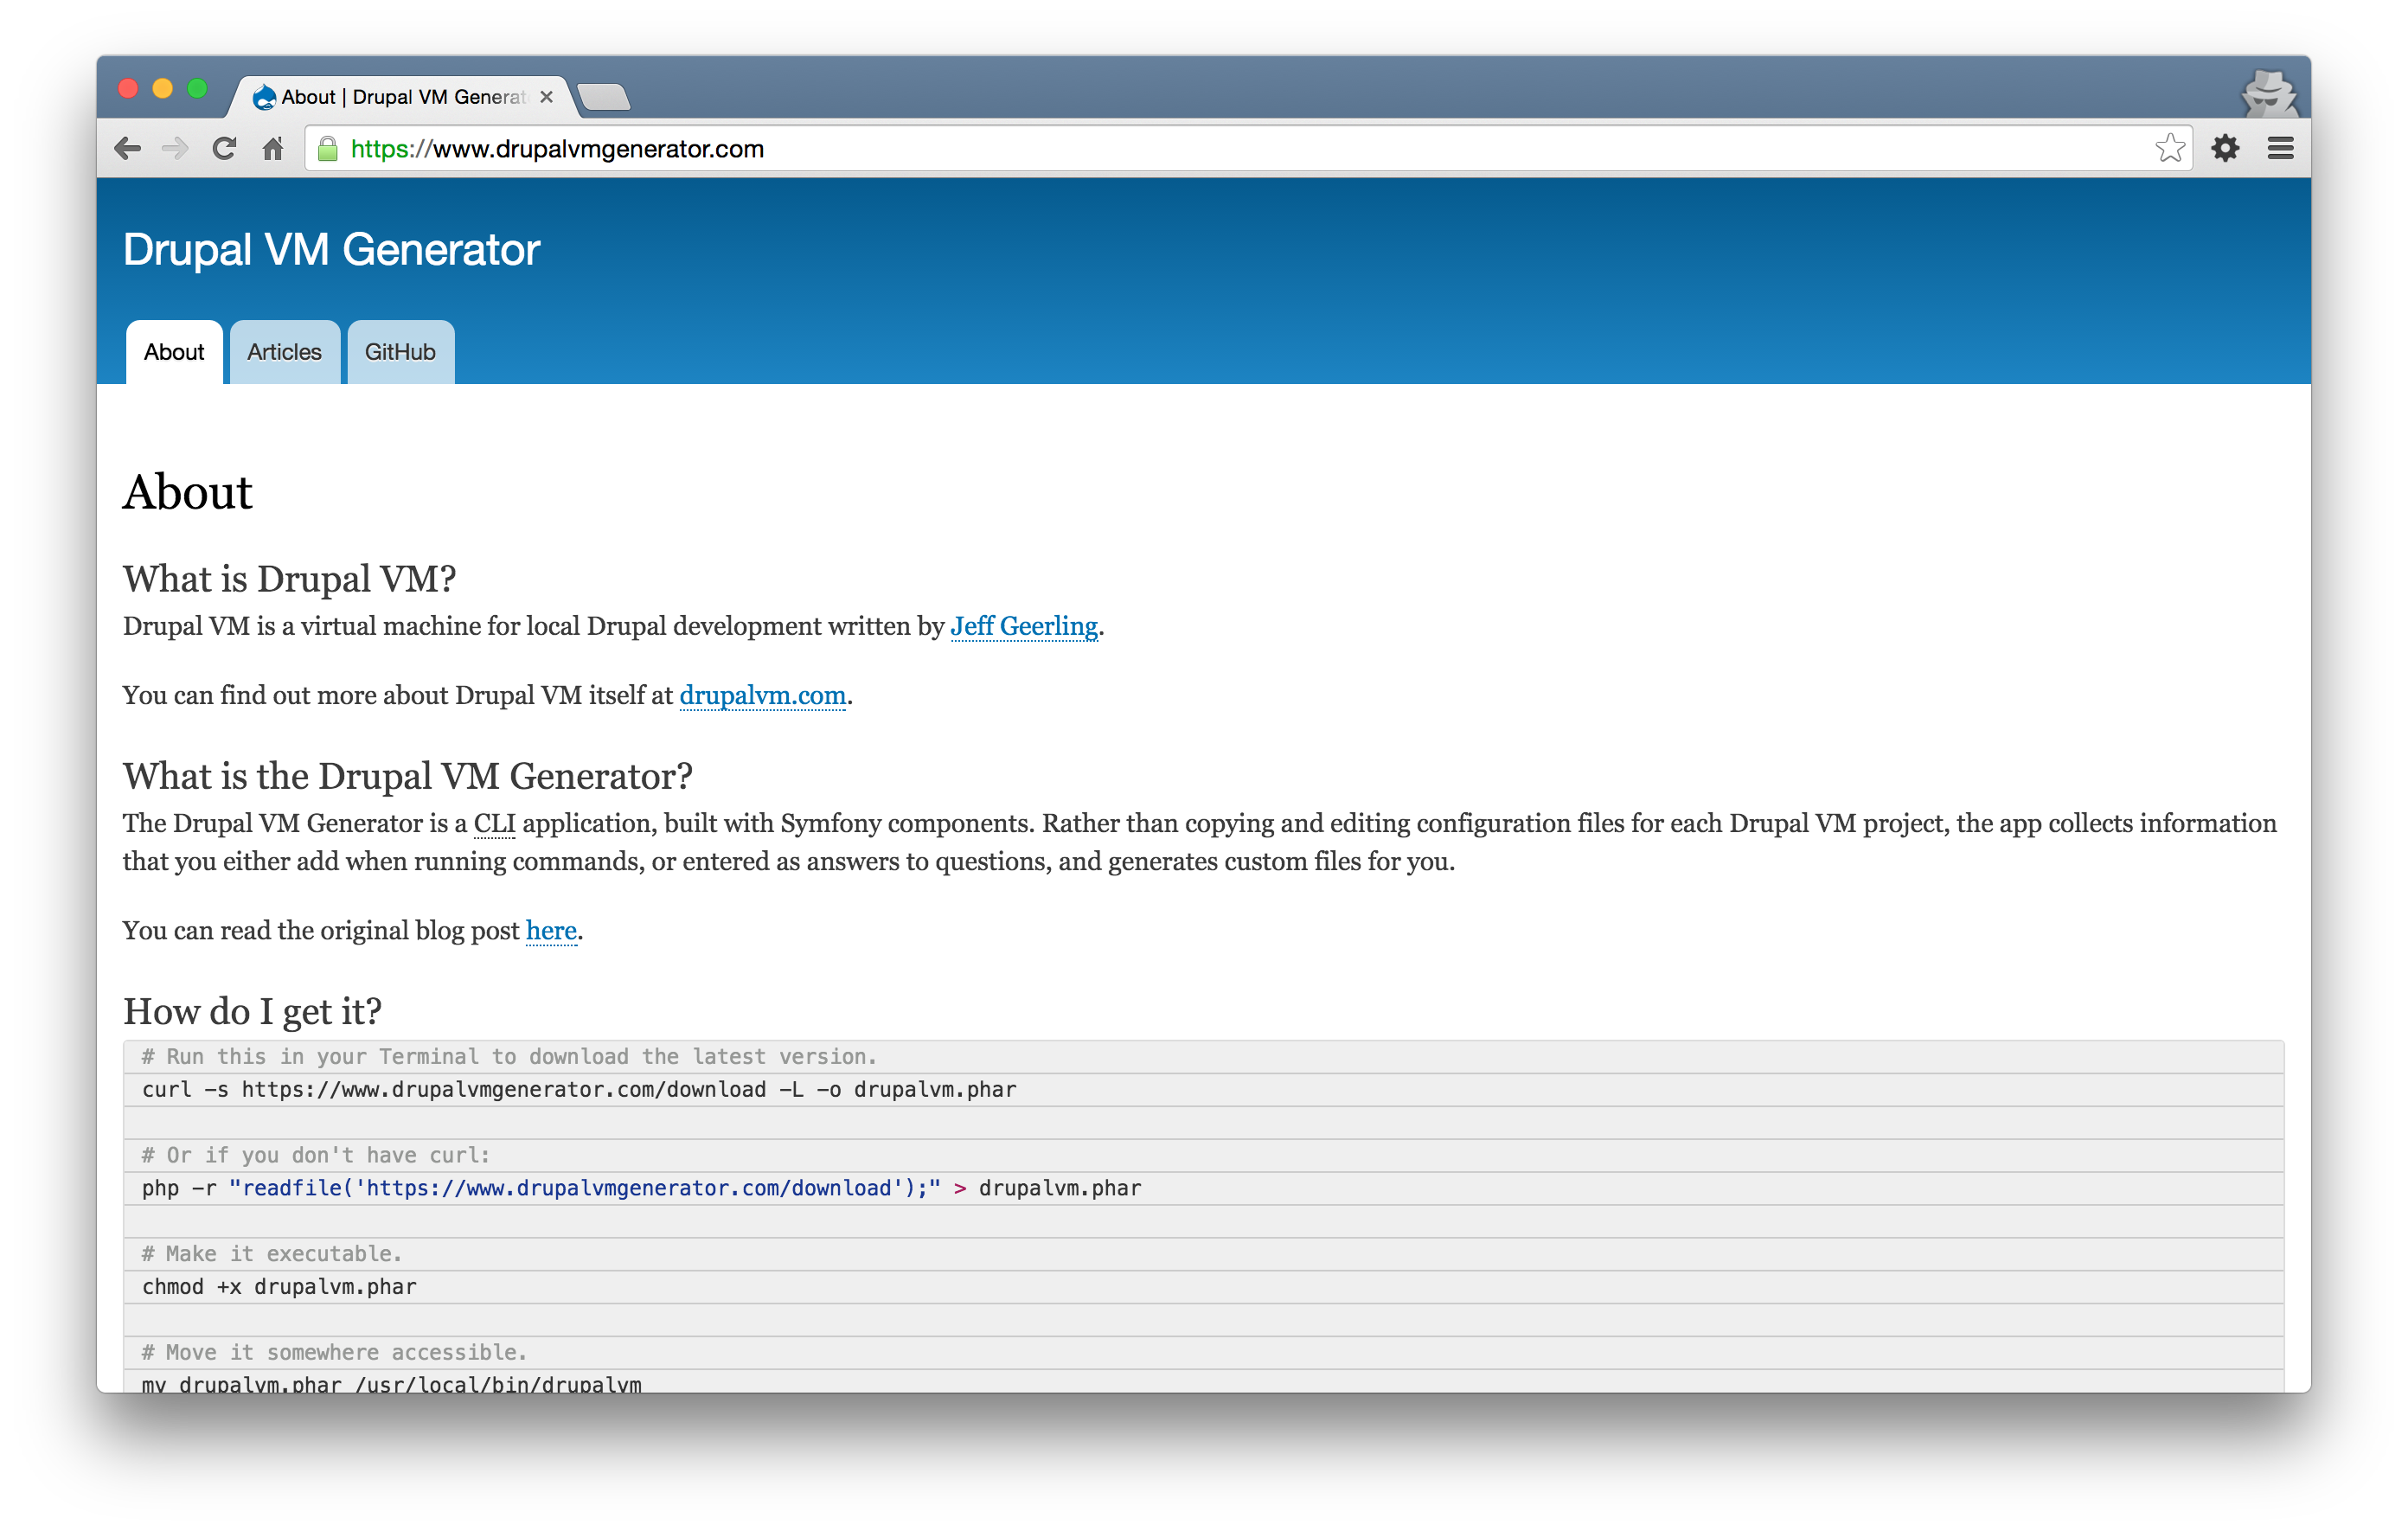 About | Drupal VM Generat
https://www.drupalvmgenerator.com
Drupal VM Generator
About
Articles
GitHub
About
What is Drupal VM?
Drupal VM is a virtual machine for local Drupal development written by Jeff Geerling.
You can find out more about Drupal VM itself at drupalvm.com.
What is the Drupal VM Generator?
The Drupal VM Generator is a CLI application, built with Symfony components. Rather than copying and editing configuration files for each Drupal VM project, the app collects information
that you either add when running commands, or entered as answers to questions, and generates custom files for you.
You can read the original blog post here.
How do I get it?
# Run this in your Terminal to download the latest version.
curl -s https://www.drupalvmgenerator.com/download -L -o drupalvm.phar
# Or if you don't have curl:
php -r "readfile('https://www.drupalvmgenerator.com/download');" > drupalvm.phar
# Make it executable.
chmod +x drupalvm.phar
# Move it somewhere accessible.
mv drupalvm.phar /usr/local/bin/drupalvm